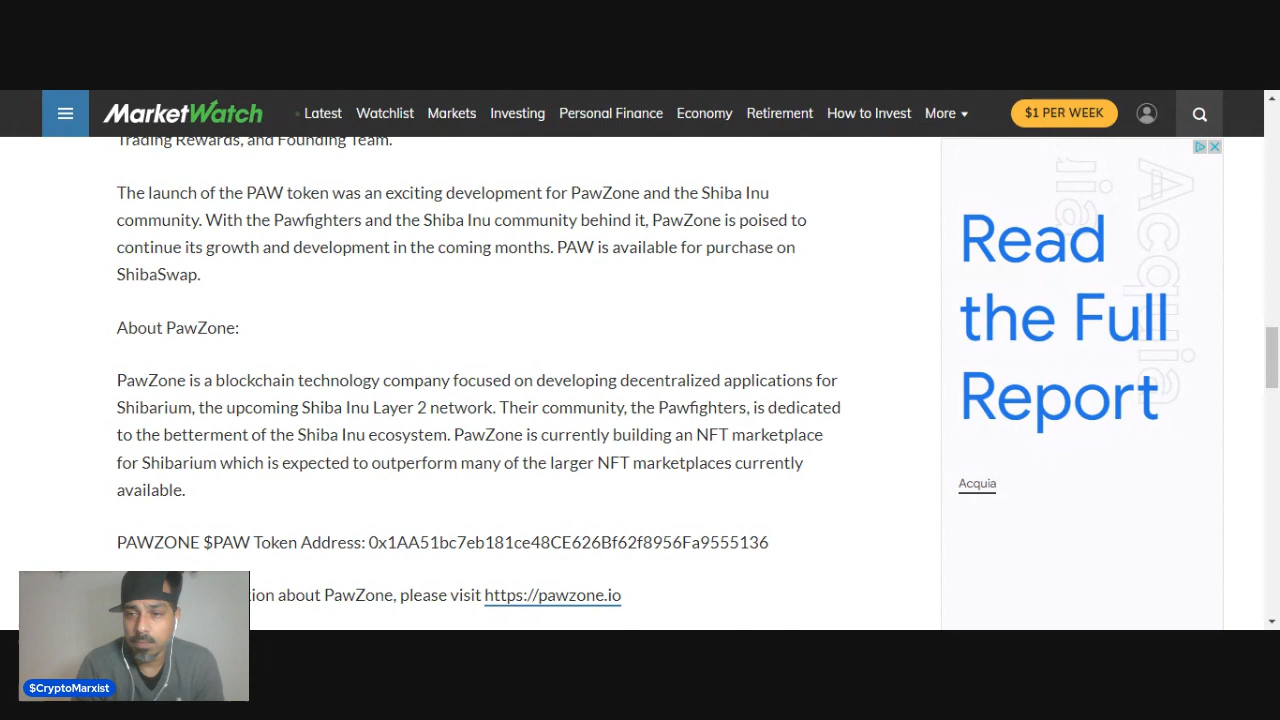 MarketWatch
Latest Watchlist Markets Investing Personal Finance Economy Retirement How to Invest More
$1 PER WEEK
Trading Rewards, and Founding Team.
The launch of the PAW token was an exciting development for PawZone and the Shiba Inu
community. With the Pawfighters and the Shiba Inu community behind it, PawZone is poised to
continue its growth and development in the coming months. PAW is available for purchase on
ShibaSwap.
About PawZone:
PawZone is a blockchain technology company focused on developing decentralized applications for
Shibarium, the upcoming Shiba Inu Layer 2 network. Their community, the Pawfighters, is dedicated
to the betterment of the Shiba Inu ecosystem. PawZone is currently building an NFT marketplace
for Shibarium which is expected to outperform many of the larger NFT marketplaces currently
available.
PAWZONE $PAW Token Address: 0x1AA51bc7eb181ce48CE626Bf62f8956Fa9555136
ion about PawZone, please visit https://pawzone.io
Acquia
Read
the Full
Report
Acquia
$CryptoMarxist